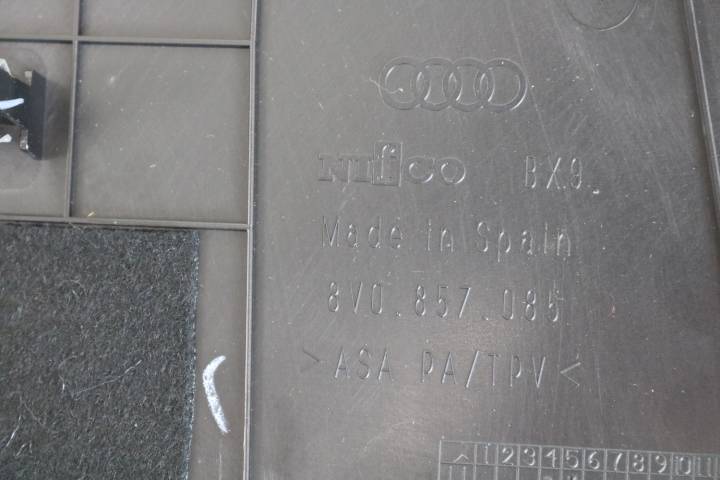 NIFCO BX9.
Made in Spain
8V0.857.085
>ASA PA/TPV<
1 2 3 4 5 6 7 8 9 10 11